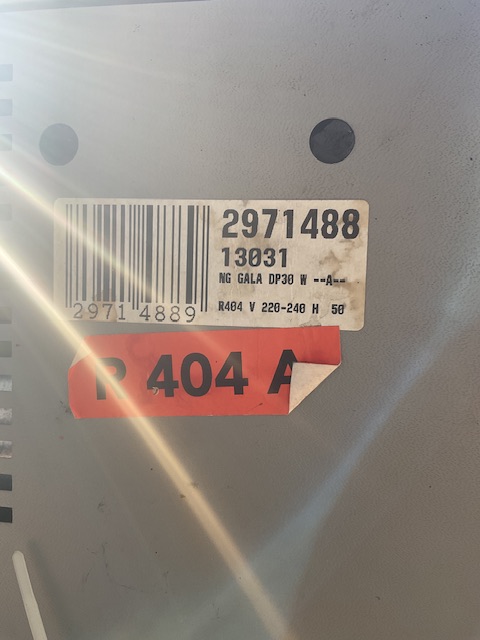 2971488
13031
NG GALA DP30 W --A--
R404 V 220-240 H 50
2971 4889
R 404 A